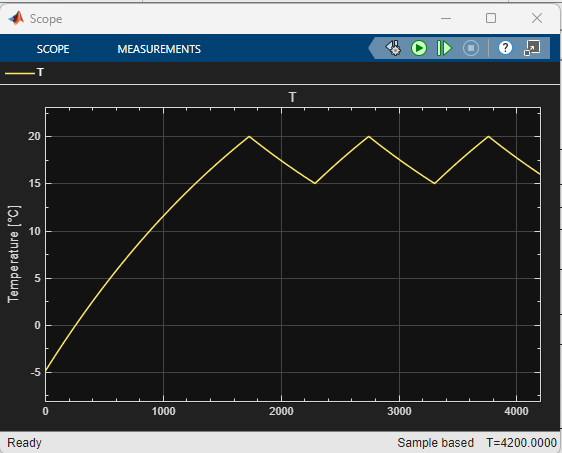 Scope
SCOPE MEASUREMENTS
T
T
20
15
10
5
0
-5
Temperature [°C]
0 1000 2000 3000 4000
Ready Sample based T=4200.0000